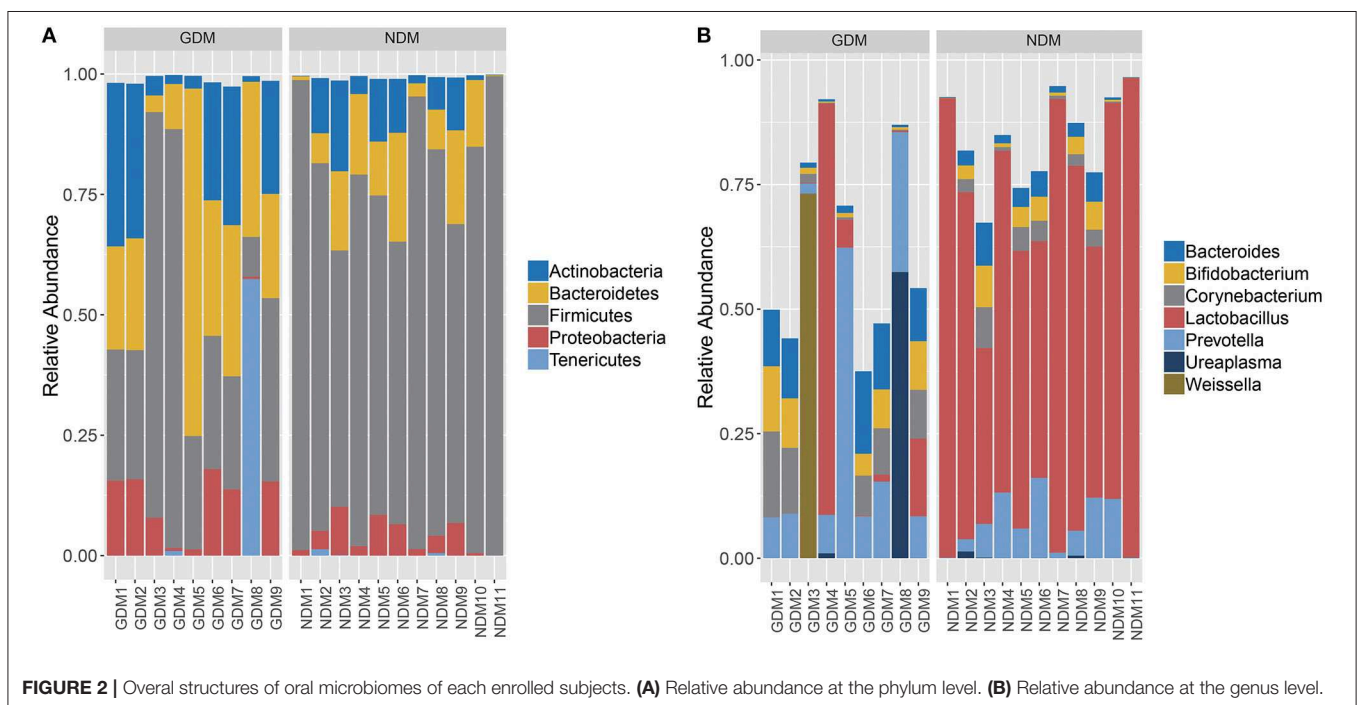 A
GDM
NDM
1.00
0.75
0.50
0.25
0.00
Relative Abundance
GDM1
GDM2
GDM3
GDM4
GDM5
GDM6
GDM7
GDM8
GDM9
NDM1
NDM2
NDM3
NDM4
NDM5
NDM6
NDM7
NDM8
NDM9
NDM10
NDM11
Actinobacteria
Bacteroidetes
Firmicutes
Proteobacteria
Tenericutes
B
GDM
NDM
1.00
0.75
0.50
0.25
0.00
Relative Abundance
GDM1
GDM2
GDM3
GDM4
GDM5
GDM6
GDM7
GDM8
GDM9
NDM1
NDM2
NDM3
NDM4
NDM5
NDM6
NDM7
NDM8
NDM9
NDM10
NDM11
Bacteroides
Bifidobacterium
Corynebacterium
Lactobacillus
Prevotella
Ureaplasma
Weissella
FIGURE 2 | Overal structures of oral microbiomes of each enrolled subjects. (A) Relative abundance at the phylum level. (B) Relative abundance at the genus level.